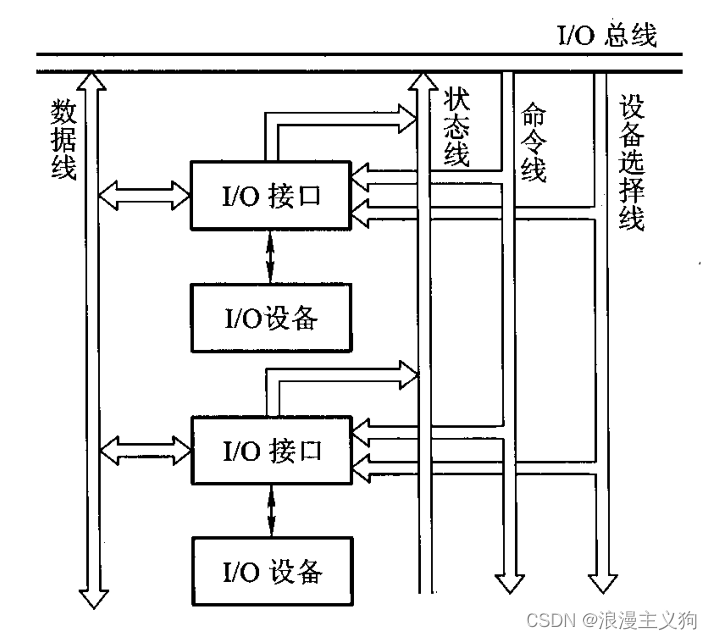 I/O 总线
数据线
状态线
命令线
设备选择线
I/O 接口
I/O设备
I/O 接口
I/O 设备
CSDN @浪漫主义狗